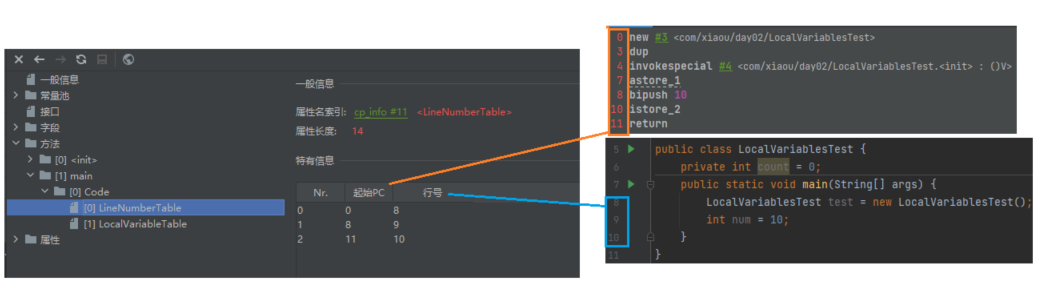 一般信息
常量池
接口
字段
方法
[0] <init>
[1] main
[0] Code
[0] LineNumberTable
[1] LocalVariableTable
属性
一般信息
属性名索引: cp_info #11 <LineNumberTable>
属性长度: 14
特有信息
Nr. 起始PC 行号
0 0 8
1 8 9
2 11 10
0 new #3 <com/xiaou/day02/LocalVariablesTest>
3 dup
4 invokespecial #4 <com/xiaou/day02/LocalVariablesTest.<init> : ()V>
7 astore_1
8 bipush 10
10 istore_2
11 return
5 public class LocalVariablesTest {
6 private int count = 0;
7 public static void main(String[] args) {
8 LocalVariablesTest test = new LocalVariablesTest();
9 int num = 10;
10 }
11 }